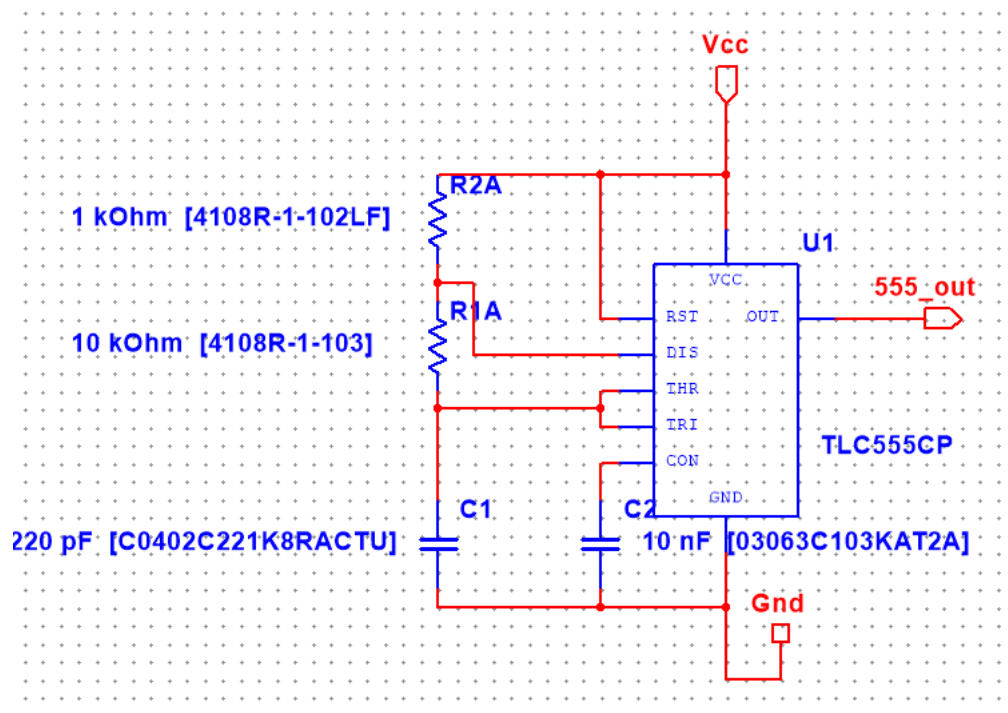 Vcc
R2A
1 kOhm [4108R-1-102LF]
U1
VCC
555_out
R1A
RST
OUT
10 kOhm [4108R-1-103]
DIS
THR
TRI
TLC555CP
CON
GND
C1
C2
220 pF [C0402C221K8RACTU]
10 nF [03063C103KAT2A]
Gnd